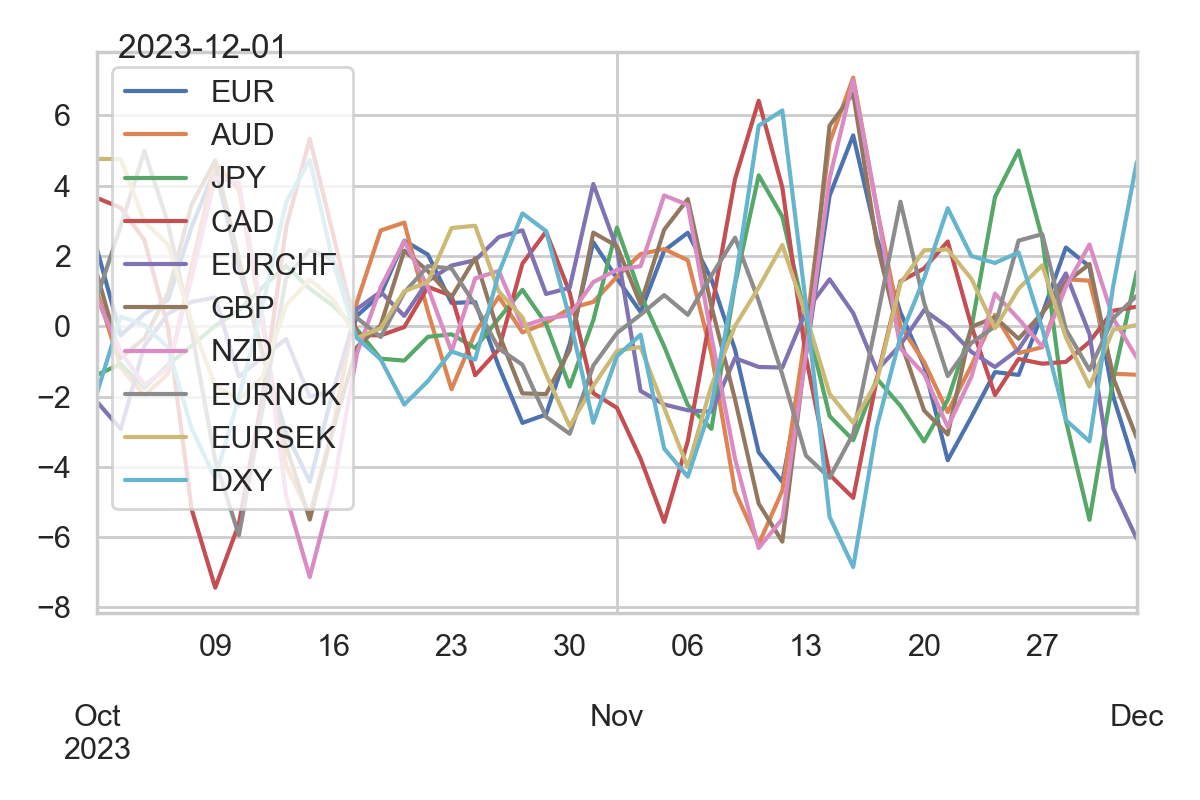 2023-12-01
EUR
AUD
JPY
CAD
EURCHF
GBP
NZD
EURNOK
EURSEK
DXY
6
4
2
0
−2
−4
−6
−8
09 16 23 30 06 13 20 27
Oct Nov Dec
2023